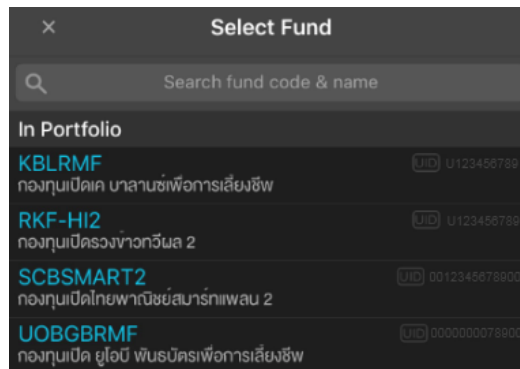 ×
Select Fund
Search fund code & name
In Portfolio
KBLRMF
UID U123456789
กองทุนเปิดเค บาลานซ์เพื่อการเลี้ยงชีพ
RKF-HI2
UID U123456789
กองทุนเปิดรวงข้าวทวีผล 2
SCBSMART2
UID 001234567890
กองทุนเปิดไทยพาณิชย์สมาร์ทแพลน 2
UOBGBRMF
UID 000000007890
กองทุนเปิด ยูโอบี พันธบัตรเพื่อการเลี้ยงชีพ